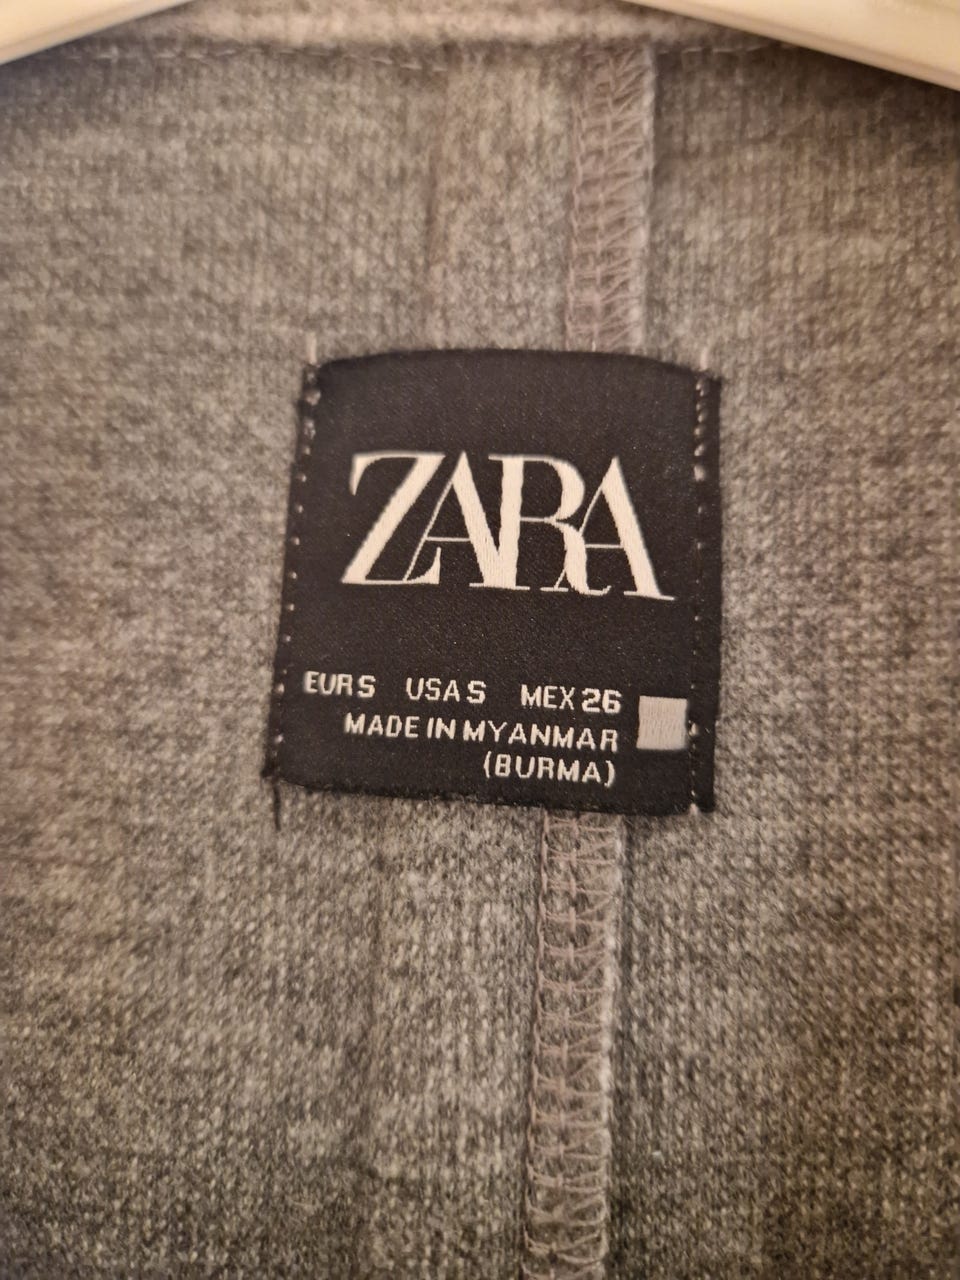 ZARA
EUR S USA S MEX 26
MADE IN MYANMAR
(BURMA)